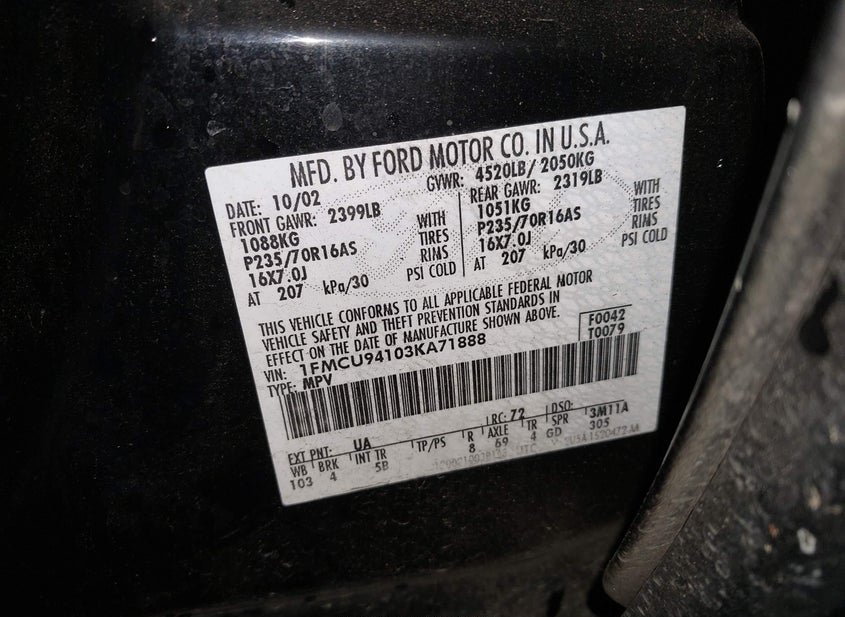 MFD. BY FORD MOTOR CO. IN U.S.A.
DATE: 10/02 GVWR: 4520LB/ 2050KG
FRONT GAWR: 2399LB REAR GAWR: 2319LB
1088KG WITH 1051KG WITH
P235/70R16AS TIRES P235/70R16AS TIRES
16X7.0J RIMS 16X7.0J RIMS
AT 207 kPa/30 PSI COLD AT 207 kPa/30 PSI COLD
THIS VEHICLE CONFORMS TO ALL APPLICABLE FEDERAL MOTOR
VEHICLE SAFETY AND THEFT PREVENTION STANDARDS IN
EFFECT ON THE DATE OF MANUFACTURE SHOWN ABOVE.
VIN: 1FMCU94103KA71888 F0042
TYPE: MPV T0079
EXT PNT: UA RC: 72 DSO:
WB BRK INT TR TP/PS R AXLE TR SPR 3M11A
103 4 5B 8 69 4 GD 305